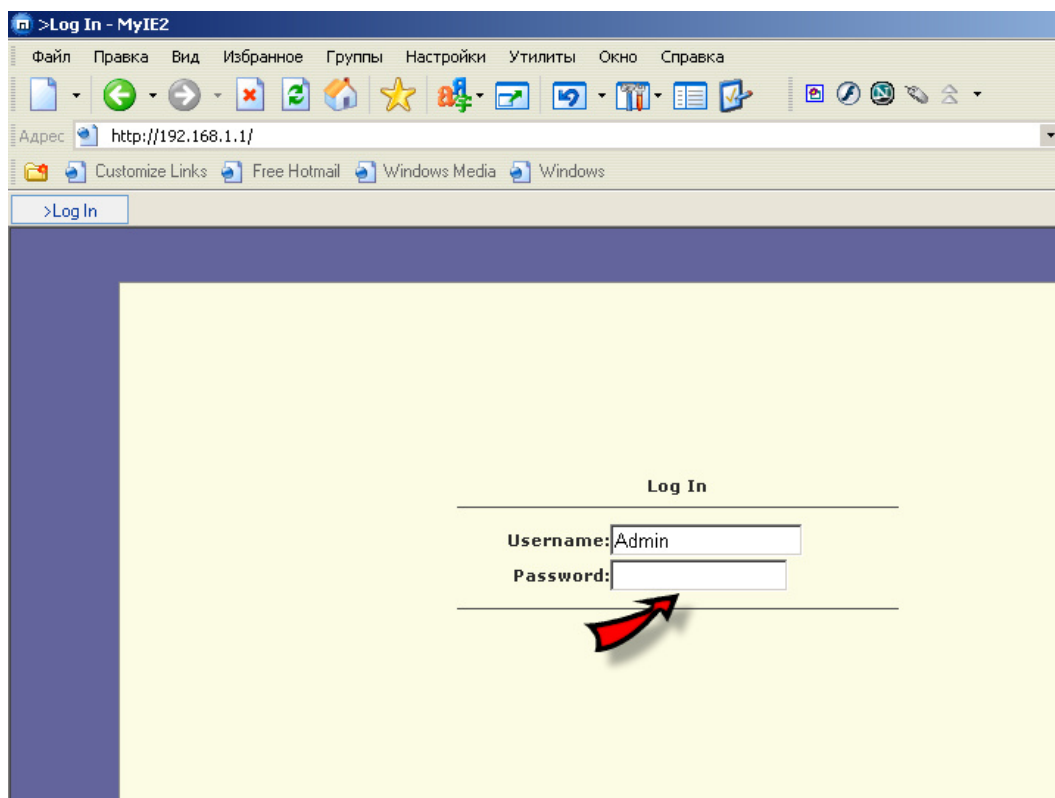 >Log In - MyIE2
Файл Правка Вид Избранное Группы Настройки Утилиты Окно Справка
Адрес http://192.168.1.1/
Customize Links Free Hotmail Windows Media Windows
>Log In
Log In
Username: Admin
Password: